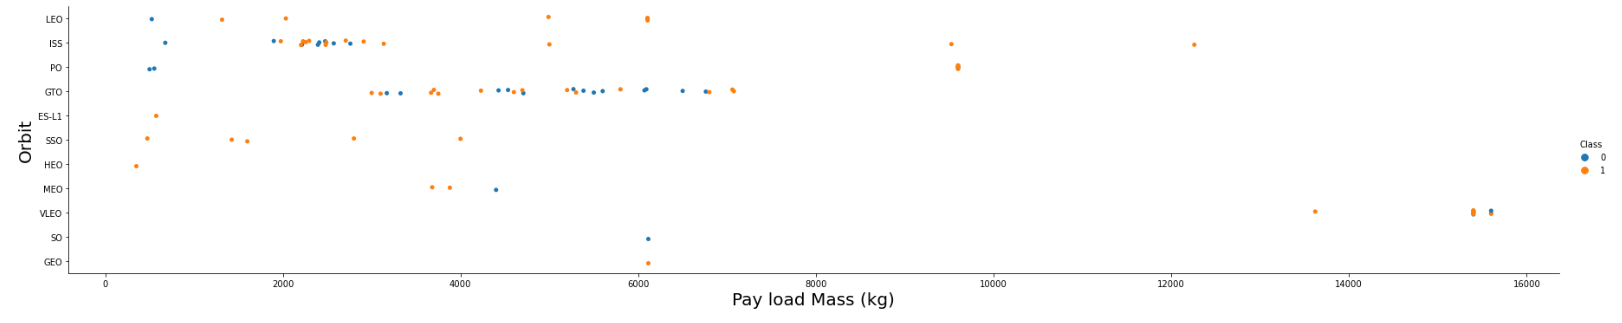 LEO
ISS
PO
GTO
ES-L1
SSO
HEO
MEO
VLEO
SO
GEO
Orbit
0 2000 4000 6000 8000 10000 12000 14000 16000
Pay load Mass (kg)
Class
0
1